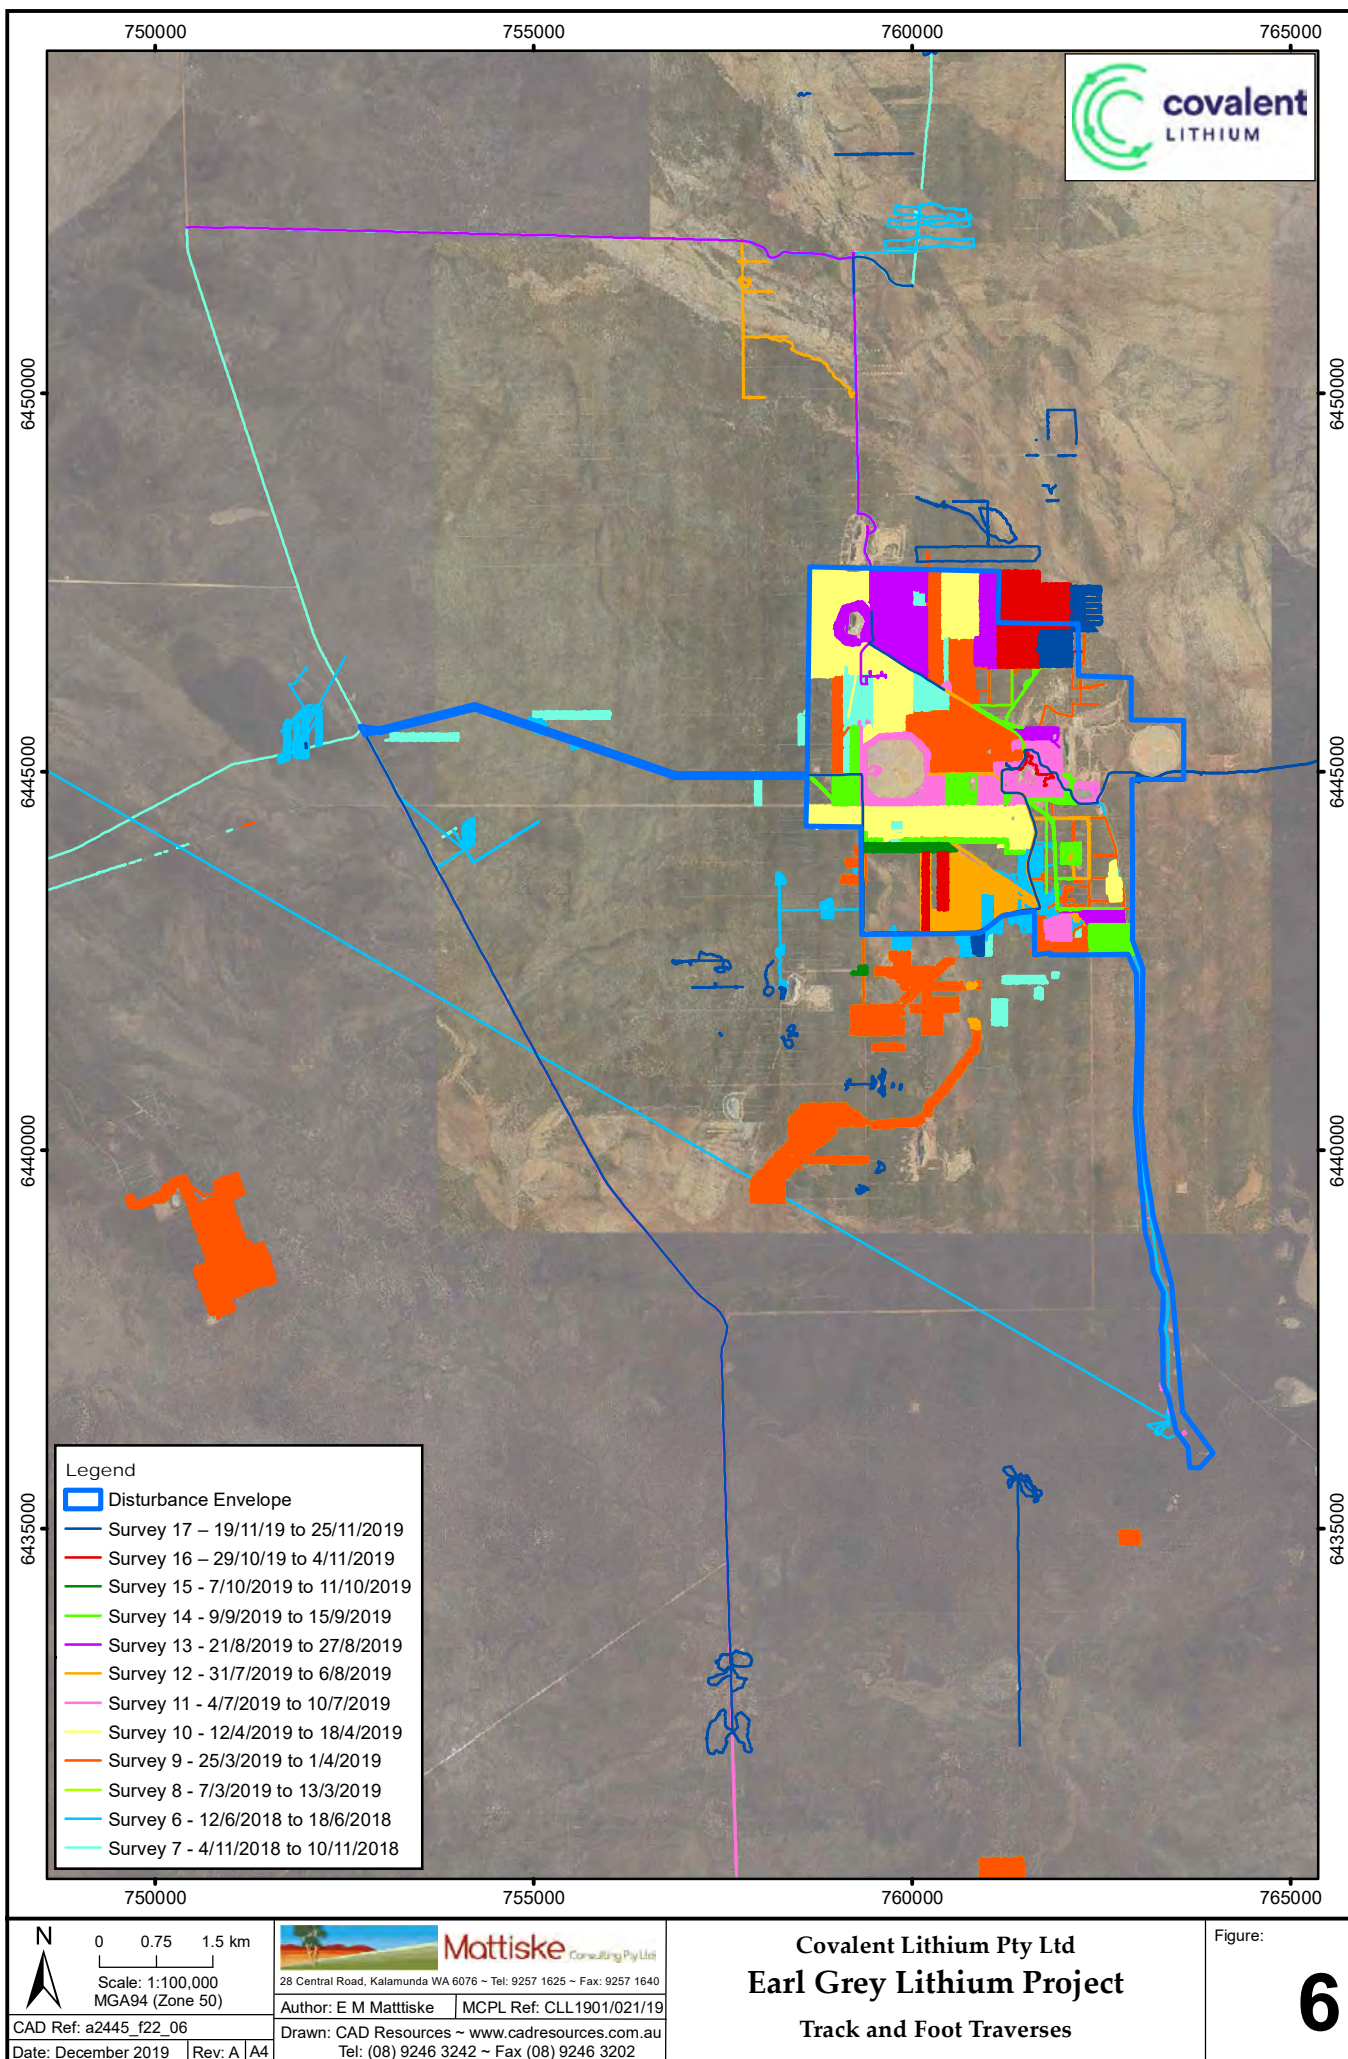 750000
755000
760000
765000
covalent
LITHIUM
6450000
6450000
6445000
6445000
6440000
6440000
6435000
6435000
Legend
Disturbance Envelope
Survey 17 – 19/11/19 to 25/11/2019
Survey 16 – 29/10/19 to 4/11/2019
Survey 15 - 7/10/2019 to 11/10/2019
Survey 14 - 9/9/2019 to 15/9/2019
Survey 13 - 21/8/2019 to 27/8/2019
Survey 12 - 31/7/2019 to 6/8/2019
Survey 11 - 4/7/2019 to 10/7/2019
Survey 10 - 12/4/2019 to 18/4/2019
Survey 9 - 25/3/2019 to 1/4/2019
Survey 8 - 7/3/2019 to 13/3/2019
Survey 6 - 12/6/2018 to 18/6/2018
Survey 7 - 4/11/2018 to 10/11/2018
750000
755000
760000
765000
N
0 0.75 1.5 km
Scale: 1:100,000
MGA94 (Zone 50)
CAD Ref: a2445_f22_06
Date: December 2019
Rev: A
A4
Mattiske Consulting Pty Ltd
28 Central Road, Kalamunda WA 6076 ~ Tel: 9257 1625 ~ Fax: 9257 1640
Author: E M Matttiske
MCPL Ref: CLL1901/021/19
Drawn: CAD Resources ~ www.cadresources.com.au
Tel: (08) 9246 3242 ~ Fax (08) 9246 3202
Covalent Lithium Pty Ltd
Earl Grey Lithium Project
Track and Foot Traverses
Figure:
6